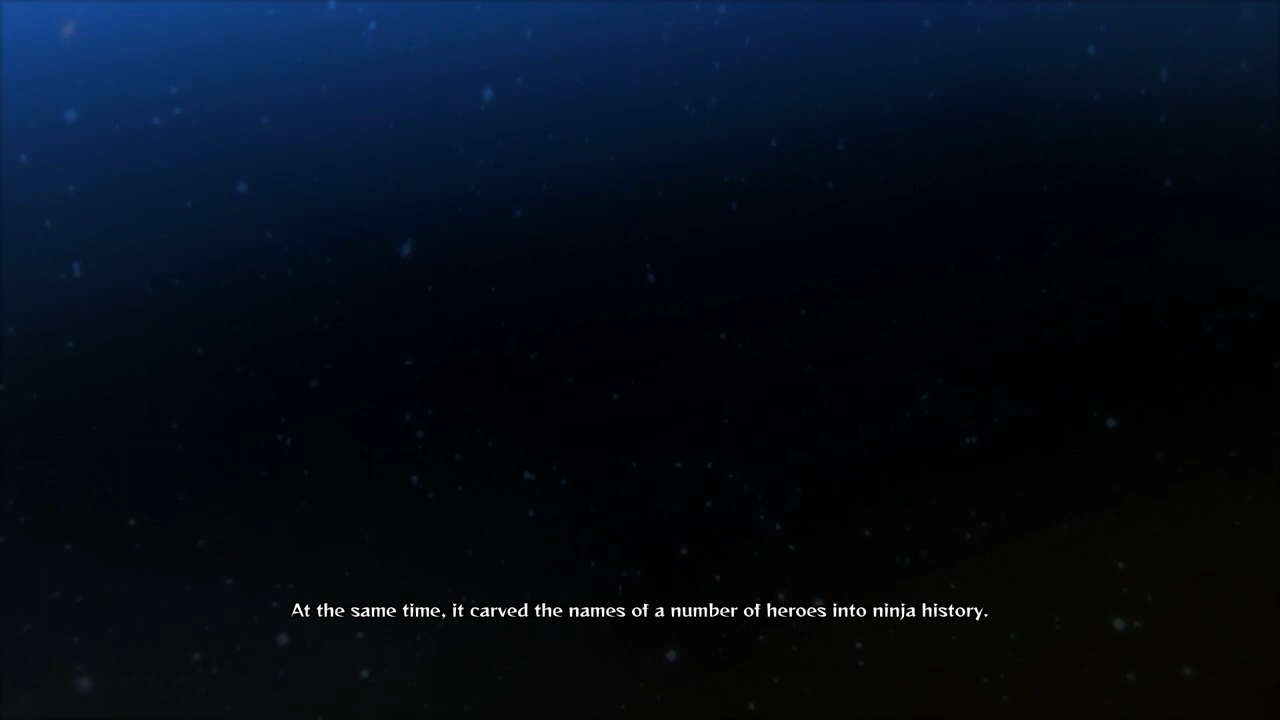 At the same time, it carved the names of a number of heroes into ninja history.